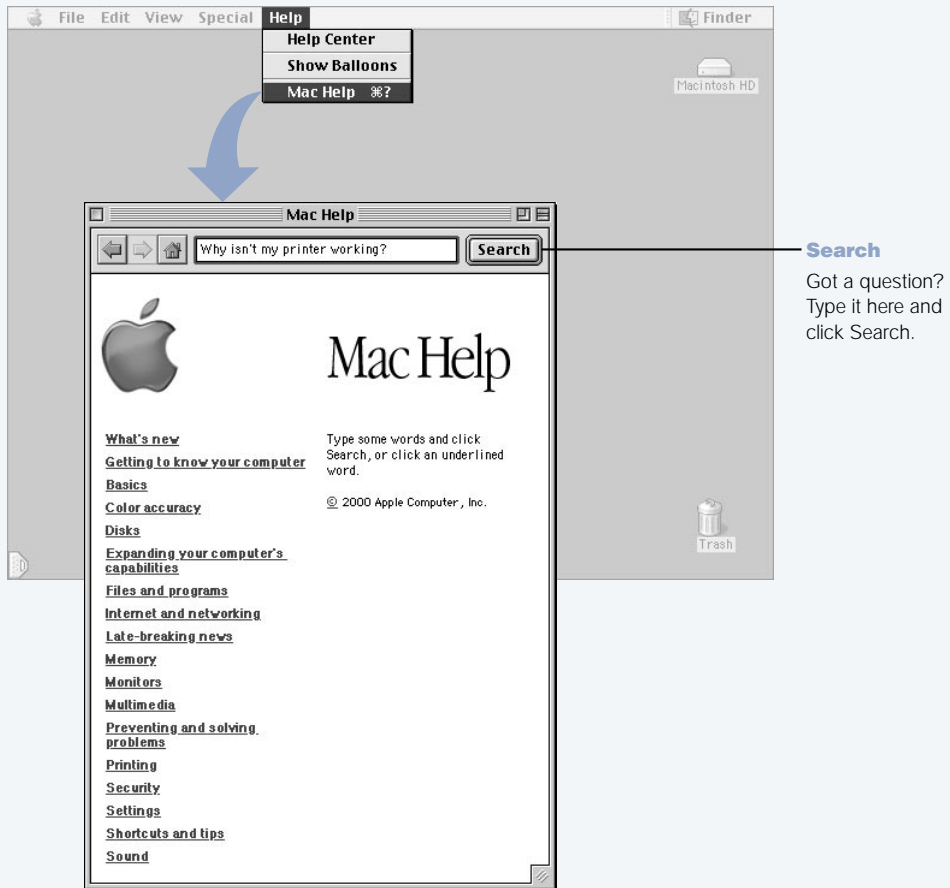 File Edit View Special Help Finder
Help Center
Show Balloons
Mac Help ⌘?
Macintosh HD
Mac Help
Why isn't my printer working?
Search
Search
Got a question?
Type it here and
click Search.
Mac Help
What's new
Getting to know your computer
Basics
Color accuracy
Disks
Expanding your computer's
capabilities
Files and programs
Internet and networking
Late-breaking news
Memory
Monitors
Multimedia
Preventing and solving
problems
Printing
Security
Settings
Shortcuts and tips
Sound
Type some words and click
Search, or click an underlined
word.
© 2000 Apple Computer, Inc.
Trash